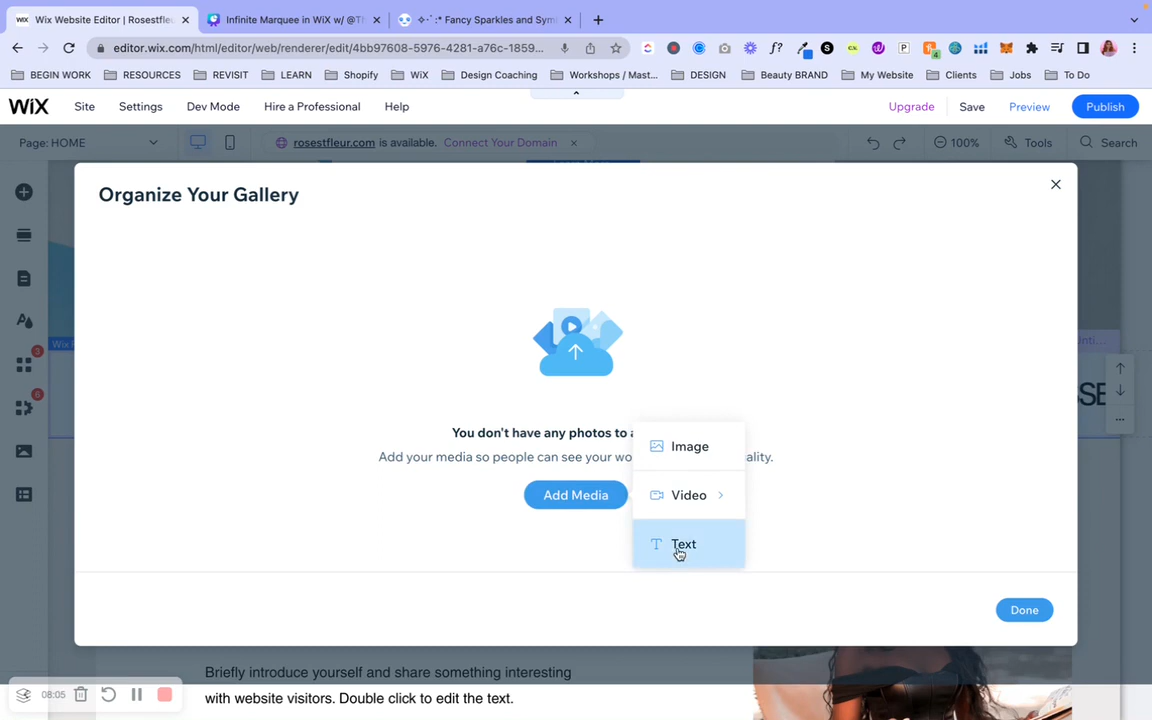 Wix Website Editor | Rosestfleu
Infinite Marquee in WiX w/ @Th
✧･ﾟ:* Fancy Sparkles and Sym
editor.wix.com/html/editor/web/renderer/edit/4bb97608-5976-4281-a76c-1859...
BEGIN WORK
RESOURCES
REVISIT
LEARN
Shopify
WiX
Design Coaching
Workshops / Mast...
DESIGN
Beauty BRAND
My Website
Clients
Jobs
To Do
WiX
Site
Settings
Dev Mode
Hire a Professional
Help
Upgrade
Save
Preview
Publish
Page: HOME
rosestfleur.com is available. Connect Your Domain
100%
Tools
Search
Organize Your Gallery
3
6
You don't have any photos to a
Add your media so people can see your wo
ality.
Add Media
Image
Video
Text
Done
Briefly introduce yourself and share something interesting
with website visitors. Double click to edit the text.
08:05